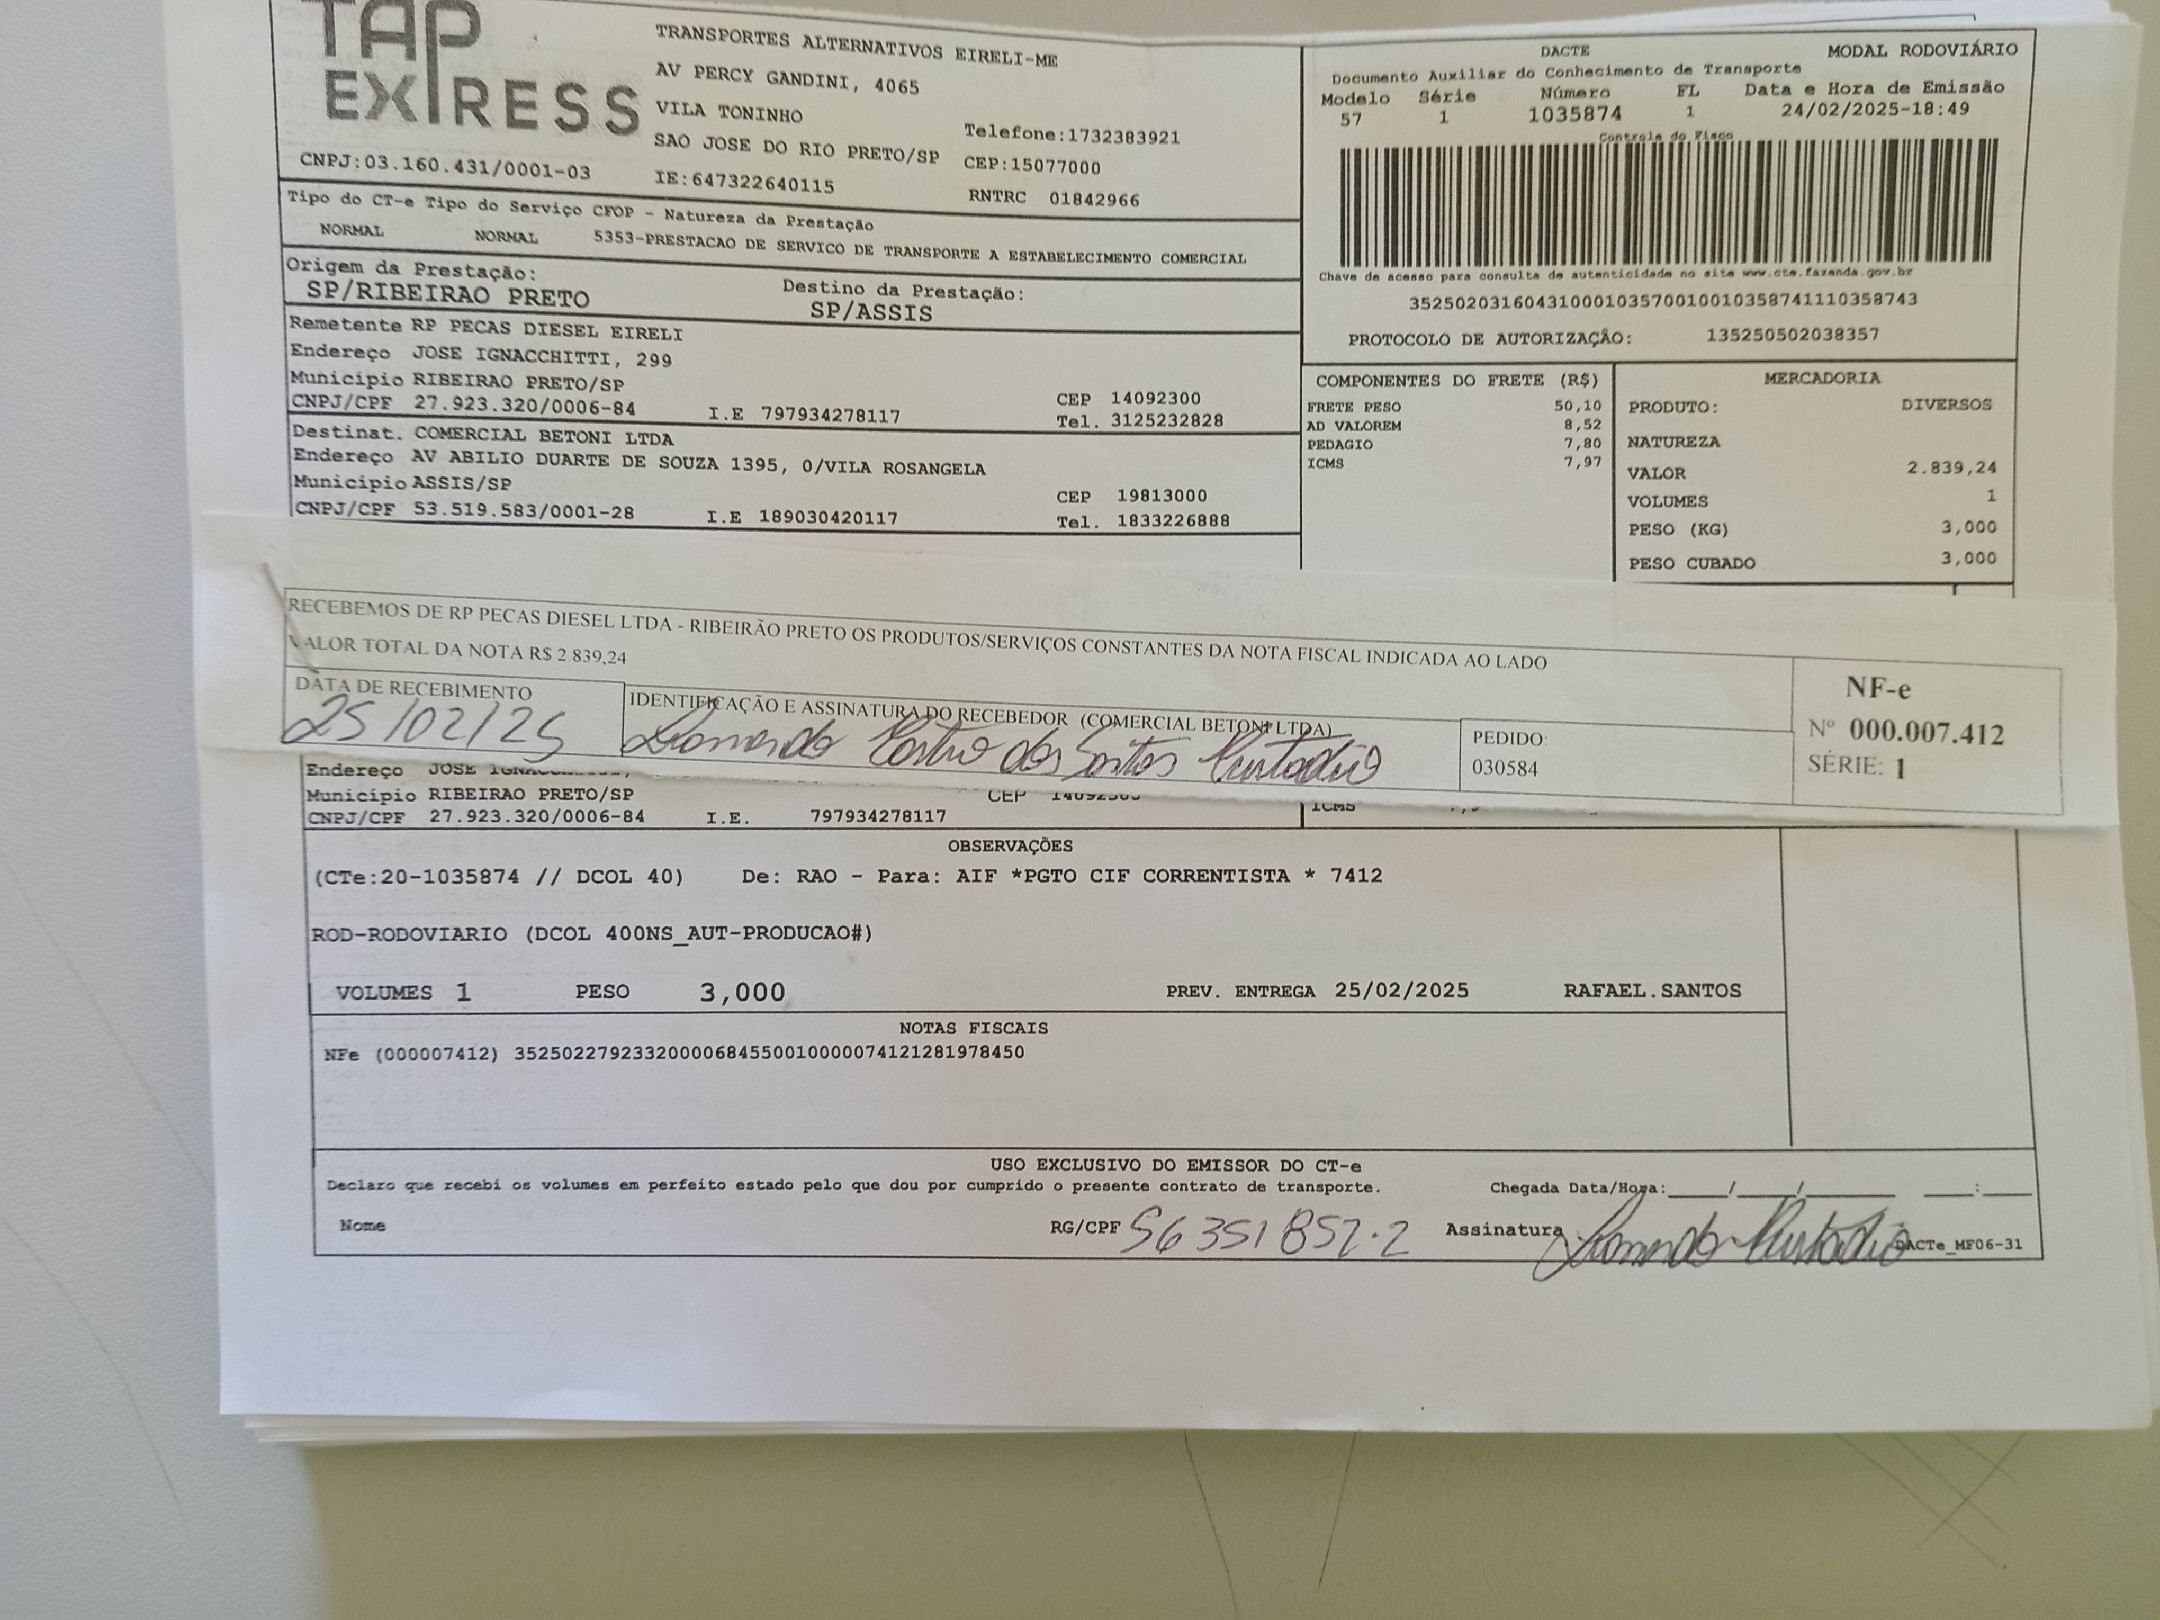 TAP EXPRESS
TRANSPORTES ALTERNATIVOS EIRELI-ME
AV PERCY GANDINI, 4065
VILA TONINHO
SAO JOSE DO RIO PRETO/SP
Telefone:1732383921
CEP:15077000
CNPJ:03.160.431/0001-03
IE:647322640115
RNTRC 01842966
DACTE MODAL RODOVIÁRIO
Documento Auxiliar do Conhecimento de Transporte
Modelo Série Número FL Data e Hora de Emissão
57 1 1035874 1 24/02/2025-18:49
Controle do Fisco
Chave de acesso para consulta de autenticidade no site www.cte.fazenda.gov.br
35250203160431000103570010010358741110358743
PROTOCOLO DE AUTORIZAÇÃO: 135250502038357
Tipo do CT-e Tipo do Serviço CFOP - Natureza da Prestação
NORMAL NORMAL 5353-PRESTACAO DE SERVICO DE TRANSPORTE A ESTABELECIMENTO COMERCIAL
Origem da Prestação: Destino da Prestação:
SP/RIBEIRAO PRETO SP/ASSIS
Remetente RP PECAS DIESEL EIRELI
Endereço JOSE IGNACCHITTI, 299
Município RIBEIRAO PRETO/SP CEP 14092300
CNPJ/CPF 27.923.320/0006-84 I.E 797934278117 Tel. 3125232828
Destinat. COMERCIAL BETONI LTDA
Endereço AV ABILIO DUARTE DE SOUZA 1395, 0/VILA ROSANGELA
Município ASSIS/SP CEP 19813000
CNPJ/CPF 53.519.583/0001-28 I.E 189030420117 Tel. 1833226888
COMPONENTES DO FRETE (R$)
FRETE PESO 50,10
AD VALOREM 8,52
PEDAGIO 7,80
ICMS 7,97
MERCADORIA
PRODUTO: DIVERSOS
NATUREZA
VALOR 2.839,24
VOLUMES 1
PESO (KG) 3,000
PESO CUBADO 3,000
RECEBEMOS DE RP PECAS DIESEL LTDA - RIBEIRÃO PRETO OS PRODUTOS/SERVIÇOS CONSTANTES DA NOTA FISCAL INDICADA AO LADO
VALOR TOTAL DA NOTA R$ 2.839,24
DATA DE RECEBIMENTO
25/02/25
IDENTIFICAÇÃO E ASSINATURA DO RECEBEDOR (COMERCIAL BETONI LTDA)
dos Santos Custodio
PEDIDO:
030584
NF-e
Nº 000.007.412
SÉRIE: 1
Endereço JOSE
Município RIBEIRAO PRETO/SP CEP
CNPJ/CPF 27.923.320/0006-84 I.E. 797934278117
ICMS
OBSERVAÇÕES
(CTe:20-1035874 // DCOL 40) De: RAO - Para: AIF *PGTO CIF CORRENTISTA * 7412
ROD-RODOVIARIO (DCOL 400NS_AUT-PRODUCAO#)
VOLUMES 1 PESO 3,000 PREV. ENTREGA 25/02/2025 RAFAEL.SANTOS
NOTAS FISCAIS
NFe (000007412) 35250227923320000684550010000074121281978450
USO EXCLUSIVO DO EMISSOR DO CT-e
Declaro que recebi os volumes em perfeito estado pelo que dou por cumprido o presente contrato de transporte. Chegada Data/Hora:____/____/______ ___:___
Nome RG/CPF 56351852-2 Assinatura Custodio
DACTe_MF06-31